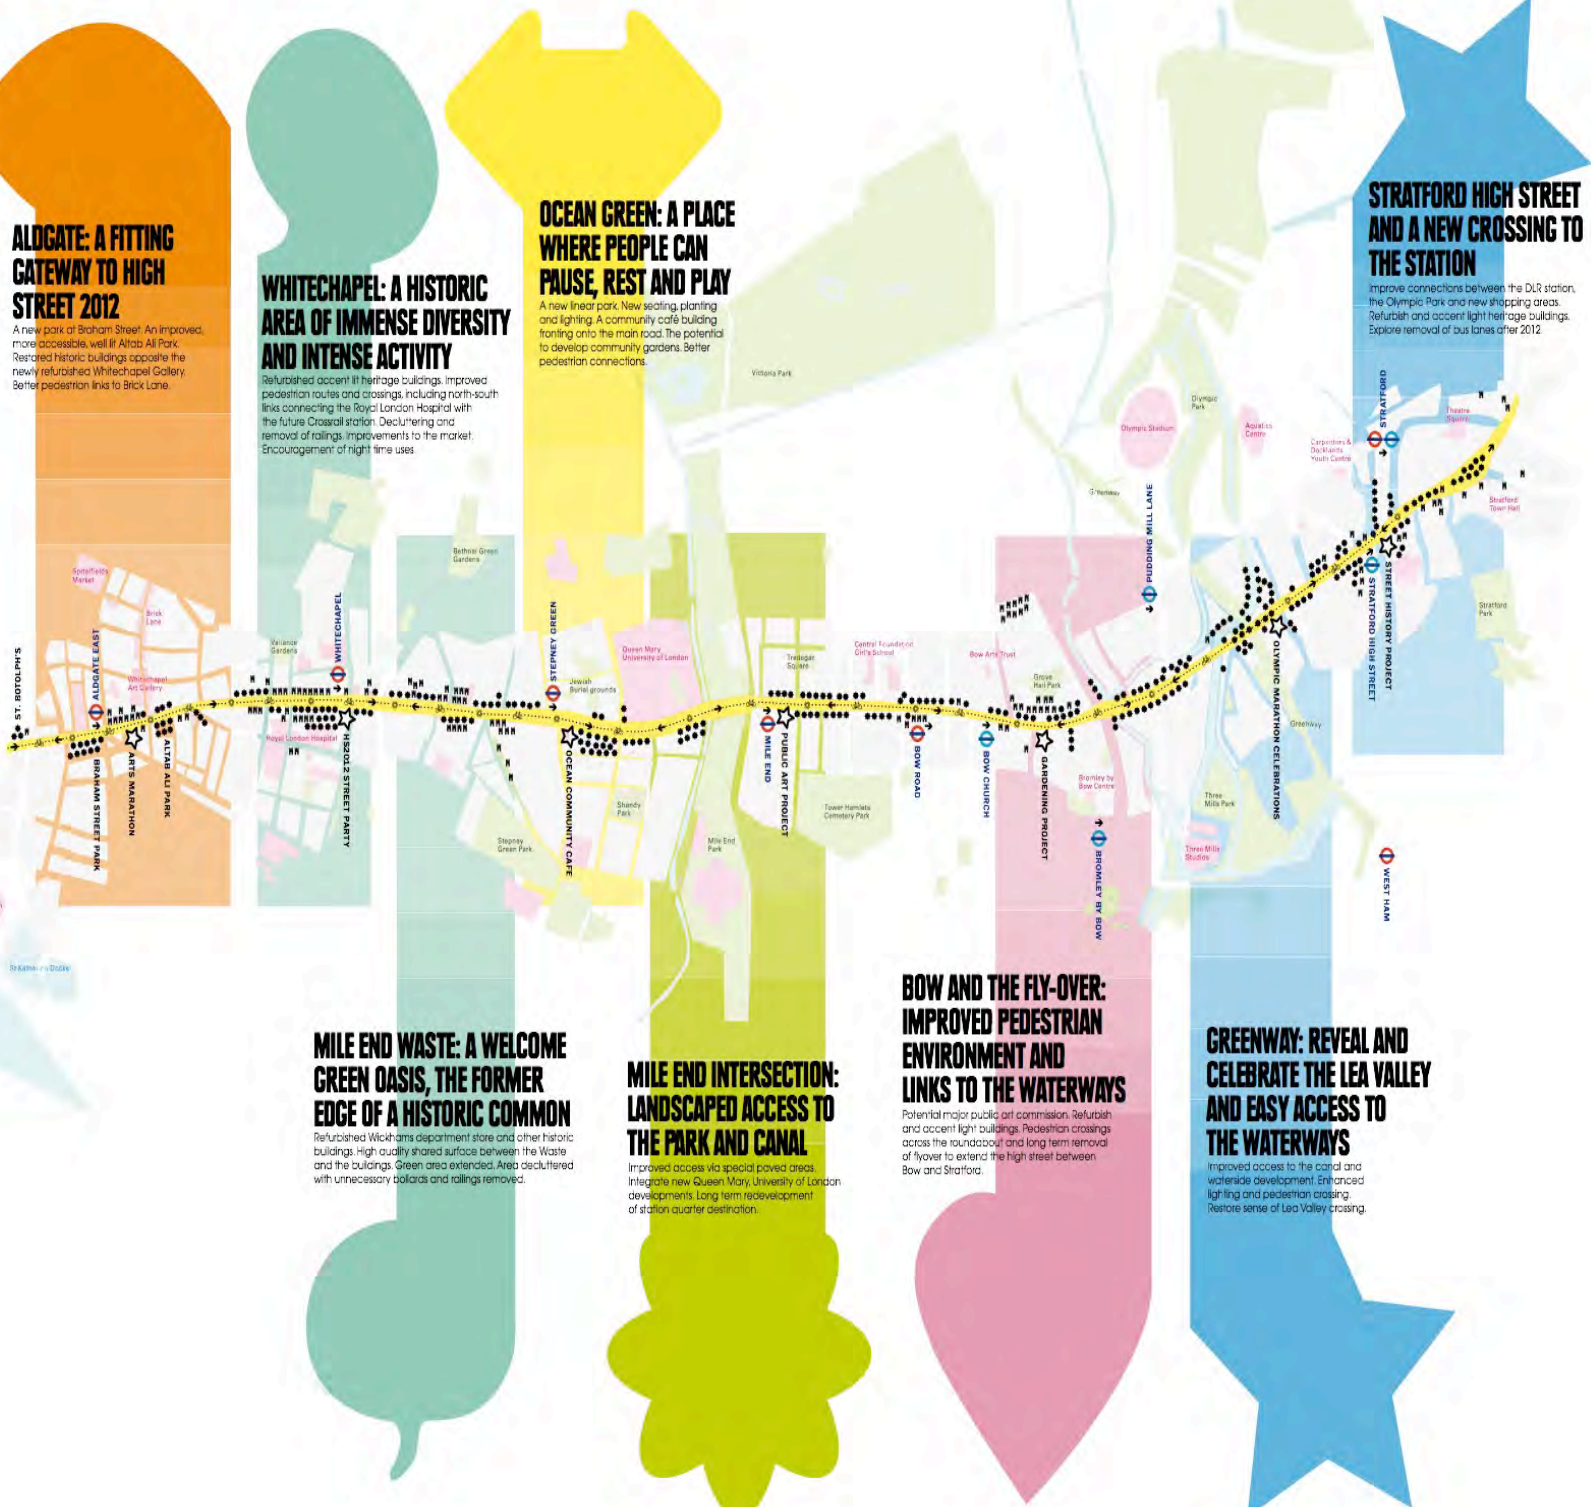 ALDGATE: A FITTING
GATEWAY TO HIGH
STREET 2012
A new park at Braham Street. An improved,
more accessible, well lit Altab Ali Park.
Restored historic buildings opposite the
newly refurbished Whitechapel Gallery.
Better pedestrian links to Brick Lane.
WHITECHAPEL: A HISTORIC
AREA OF IMMENSE DIVERSITY
AND INTENSE ACTIVITY
Refurbished accent lit heritage buildings. Improved
pedestrian routes and crossings, including north-south
links connecting the Royal London Hospital with
the future Crossrail station. Decluttering and
removal of railings. Improvements to the market.
Encouragement of night time uses.
OCEAN GREEN: A PLACE
WHERE PEOPLE CAN
PAUSE, REST AND PLAY
A new linear park. New seating, planting
and lighting. A community café building
fronting onto the main road. The potential
to develop community gardens. Better
pedestrian connections.
STRATFORD HIGH STREET
AND A NEW CROSSING TO
THE STATION
Improve connections between the DLR station,
the Olympic Park and new shopping areas.
Refurbish and accent light heritage buildings.
Explore removal of bus lanes after 2012.
Victoria Park
Olympic
Park
Olympic Stadium
Aquatics
Centre
Theatre
Square
Carpenters &
Docklands
Youth Centre
STRATFORD
Greenway
PUDDING MILL LANE
Stratford
Town Hall
Bethnal Green
Gardens
Spitalfields
Market
Brick
Lane
ST. BOTOLPH'S
ALDGATE EAST
Whitechapel
Art Gallery
Valiance
Gardens
WHITECHAPEL
STEPNEY GREEN
Jewish
Burial grounds
Queen Mary
University of London
Tredegar
Square
Central Foundation
Girl's School
Bow Arts Trust
Grove
Hall Park
Stratford
Park
Royal London Hospital
BRAHAM STREET PARK
ARTS MARATHON
ALTAB ALI PARK
HS2012 STREET PARTY
OCEAN COMMUNITY CAFE
MILE END
PUBLIC ART PROJECT
BOW ROAD
BOW CHURCH
GARDENING PROJECT
OLYMPIC MARATHON CELEBRATIONS
STRATFORD HIGH STREET
STREET HISTORY PROJECT
Greenway
Bromley by
Bow Centre
Three
Mills Park
Three Mills
Studios
BROMLEY BY BOW
WEST HAM
Shandy
Park
Stepney
Green Park
Mile End
Park
Tower Hamlets
Cemetery Park
MILE END WASTE: A WELCOME
GREEN OASIS, THE FORMER
EDGE OF A HISTORIC COMMON
Refurbished Wickhams department store and other historic
buildings. High quality shared surface between the Waste
and the buildings. Green area extended. Area decluttered
with unnecessary bollards and railings removed.
MILE END INTERSECTION:
LANDSCAPED ACCESS TO
THE PARK AND CANAL
Improved access via special paved areas.
Integrate new Queen Mary, University of London
developments. Long term redevelopment
of station quarter destination.
BOW AND THE FLY-OVER:
IMPROVED PEDESTRIAN
ENVIRONMENT AND
LINKS TO THE WATERWAYS
Potential major public art commission. Refurbish
and accent light buildings. Pedestrian crossings
across the roundabout and long term removal
of flyover to extend the high street between
Bow and Stratford.
GREENWAY: REVEAL AND
CELEBRATE THE LEA VALLEY
AND EASY ACCESS TO
THE WATERWAYS
Improved access to the canal and
waterside development. Enhanced
lighting and pedestrian crossing.
Restore sense of Lea Valley crossing.